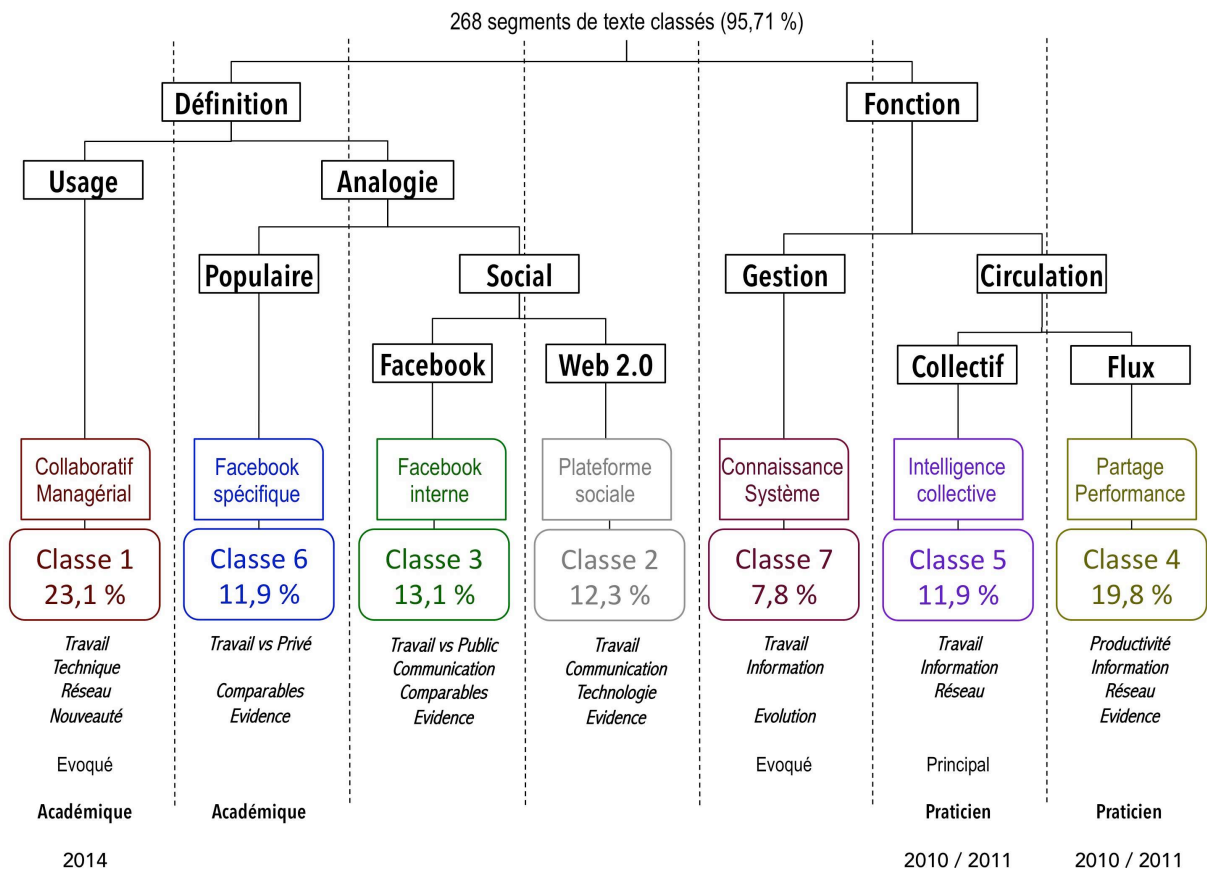 268 segments de texte classés (95,71 %)
Définition
Fonction
Usage
Analogie
Populaire
Social
Gestion
Circulation
Facebook
Web 2.0
Collectif
Flux
Collaboratif
Managérial
Facebook
spécifique
Facebook
interne
Plateforme
sociale
Connaissance
Système
Intelligence
collective
Partage
Performance
Classe 1
23,1 %
Classe 6
11,9 %
Classe 3
13,1 %
Classe 2
12,3 %
Classe 7
7,8 %
Classe 5
11,9 %
Classe 4
19,8 %
Travail
Technique
Réseau
Nouveauté
Travail vs Privé
Comparables
Evidence
Travail vs Public
Communication
Comparables
Evidence
Travail
Communication
Technologie
Evidence
Travail
Information
Evolution
Travail
Information
Réseau
Productivité
Information
Réseau
Evidence
Evoqué
Evoqué
Principal
Académique
Académique
Praticien
Praticien
2014
2010 / 2011
2010 / 2011